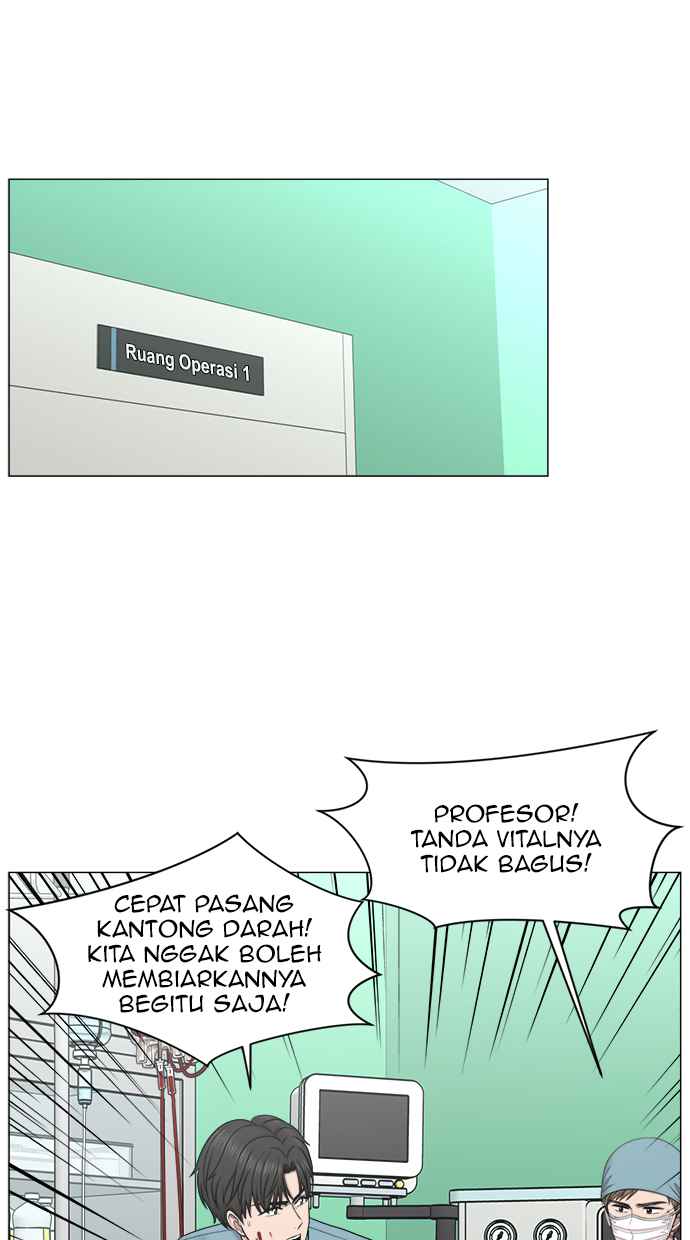 Ruang Operasi 1
PROFESOR!
TANDA VITALNYA
TIDAK BAGUS!
CEPAT PASANG
KANTONG DARAH!
KITA NGGAK BOLEH
MEMBIARKANNYA
BEGITU SAJA!